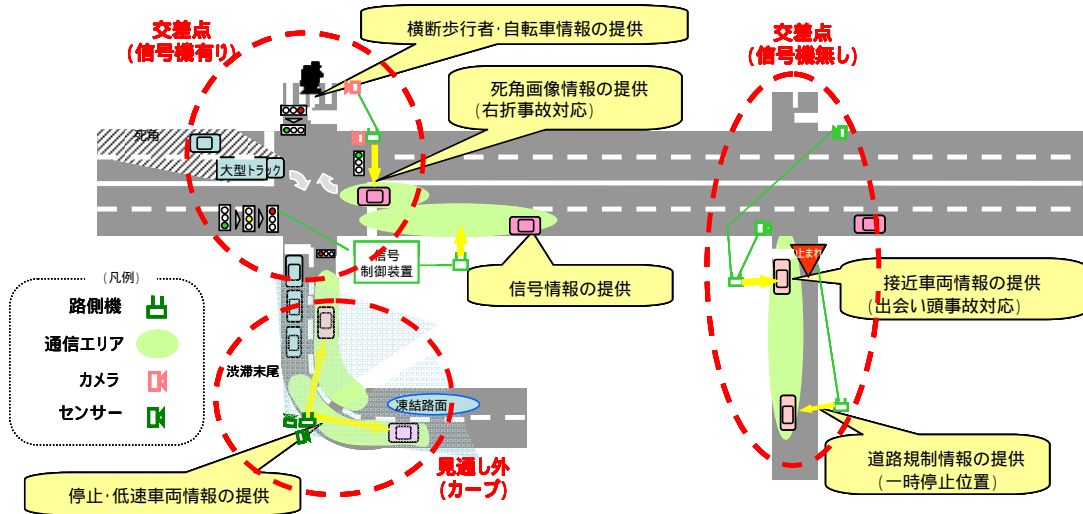 交差点
(信号機有り)
横断歩行者･自転車情報の提供
死角画像情報の提供
(右折事故対応)
交差点
(信号機無し)
死角
大型トラック
信号
制御装置
信号情報の提供
止まれ
接近車両情報の提供
(出会い頭事故対応)
(凡例)
路側機
通信エリア
カメラ
センサー
渋滞末尾
凍結路面
見通し外
(カーブ)
停止･低速車両情報の提供
道路規制情報の提供
(一時停止位置)